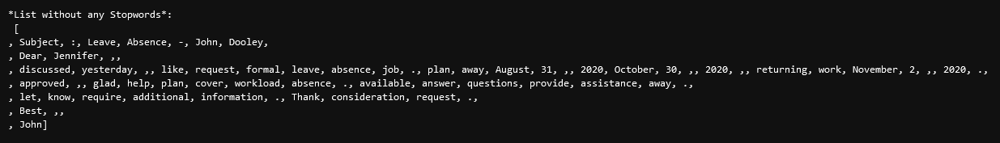 *List without any Stopwords*:
[
, Subject, :, Leave, Absence, -, John, Dooley,
, Dear, Jennifer, ,,
, discussed, yesterday, ,, like, request, formal, leave, absence, job, ., plan, away, August, 31, ,, 2020, October, 30, ,, 2020, ,, returning, work, November, 2, ,, 2020, .,
, approved, ,, glad, help, plan, cover, workload, absence, ., available, answer, questions, provide, assistance, away, .,
, let, know, require, additional, information, ., Thank, consideration, request, .,
, Best, ,,
, John]